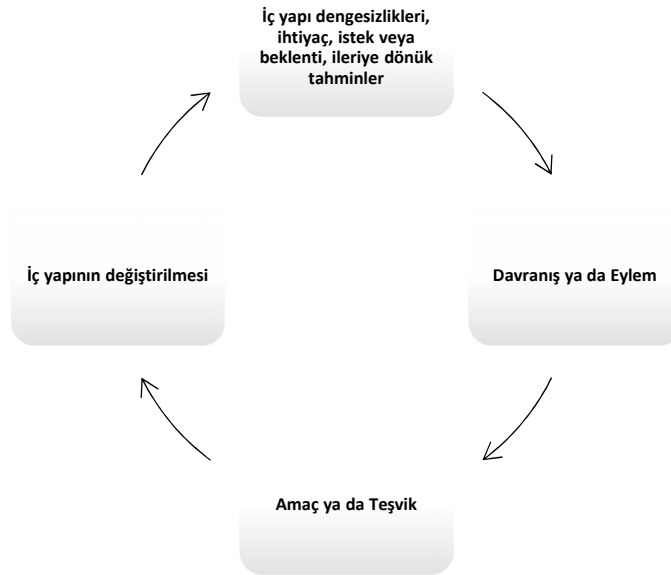 İç yapı dengesizlikleri,
ihtiyaç, istek veya
beklenti, ileriye dönük
tahminler
Davranış ya da Eylem
Amaç ya da Teşvik
İç yapının değiştirilmesi